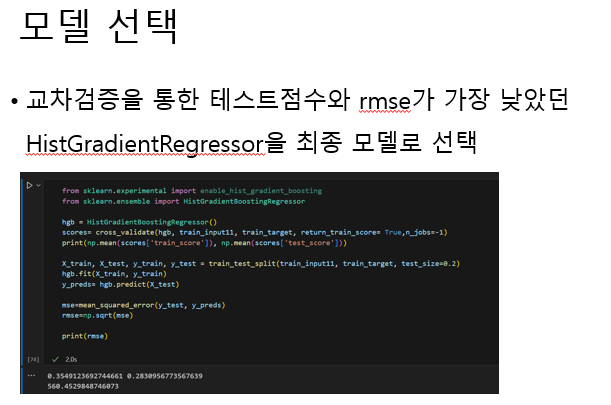 모델 선택
• 교차검증을 통한 테스트점수와 rmse가 가장 낮았던
HistGradientRegressor을 최종 모델로 선택
from sklearn.experimental import enable_hist_gradient_boosting
from sklearn.ensemble import HistGradientBoostingRegressor
hgb = HistGradientBoostingRegressor()
scores= cross_validate(hgb, train_input11, train_target, return_train_score= True,n_jobs=-1)
print(np.mean(scores['train_score']), np.mean(scores['test_score']))
X_train, X_test, y_train, y_test = train_test_split(train_input11, train_target, test_size=0.2)
hgb.fit(X_train, y_train)
y_preds= hgb.predict(X_test)
mse=mean_squared_error(y_test, y_preds)
rmse=np.sqrt(mse)
print(rmse)
[74] ✓ 2.0s
... 0.3549123692744661 0.2830956773567639
560.4529848746073